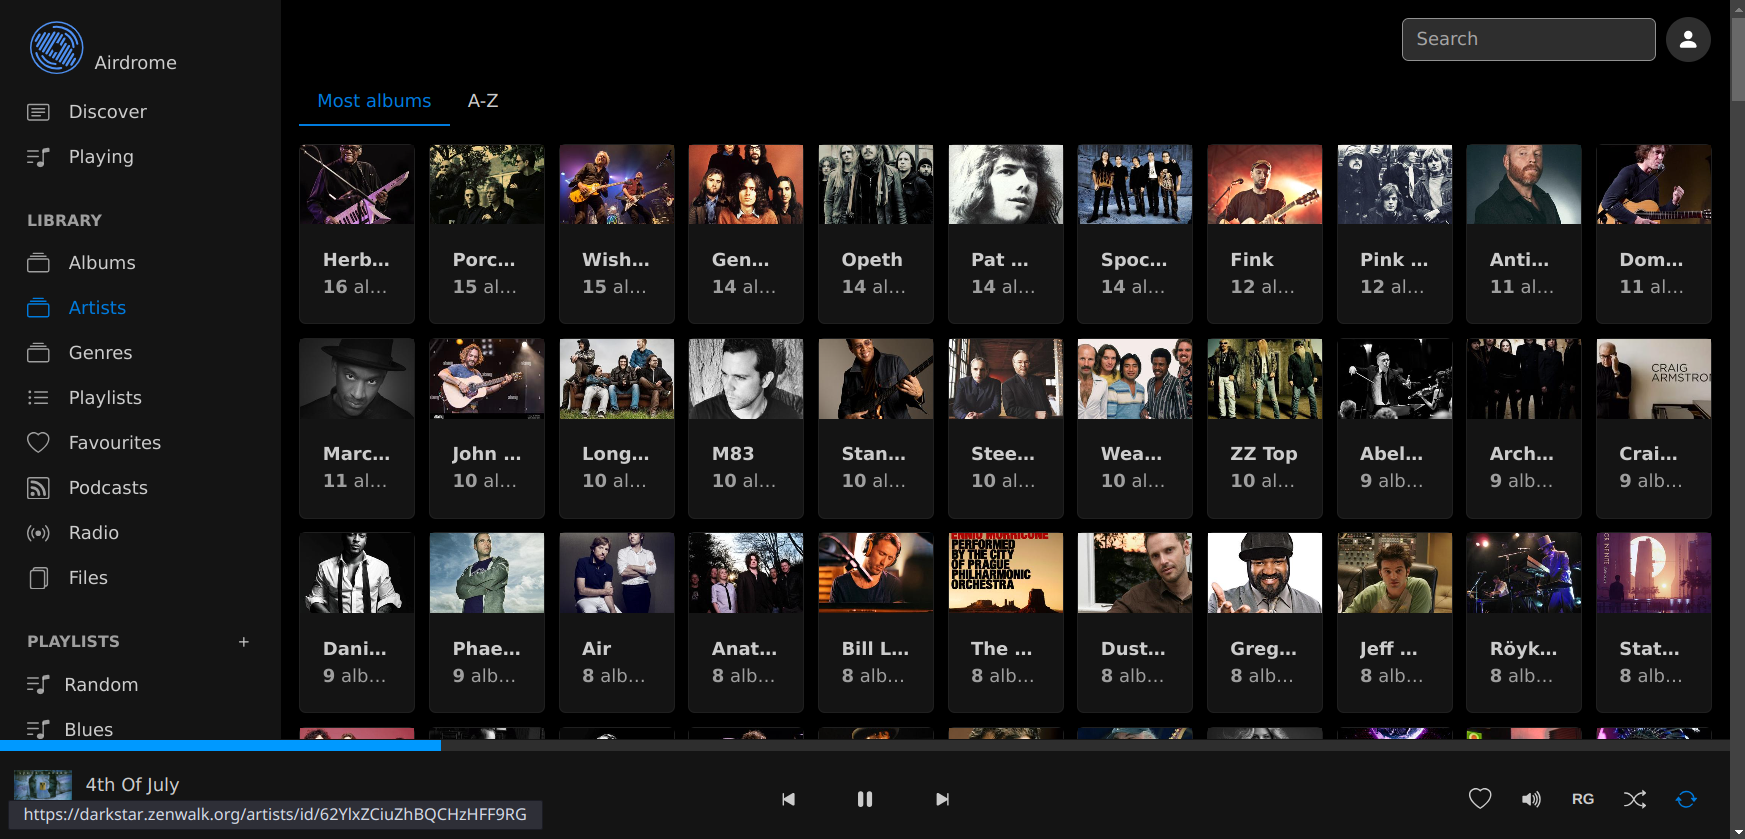 Airdrome
Search
Discover
Playing
LIBRARY
Albums
Artists
Genres
Playlists
Favourites
Podcasts
Radio
Files
PLAYLISTS +
Random
Blues
Most albums A-Z
Herb... Porc... Wish... Gen... Opeth Pat ... Spoc... Fink Pink ... Anti... Dom...
16 al... 15 al... 15 al... 14 al... 14 al... 14 al... 14 al... 12 al... 12 al... 11 al... 11 al...
CRAIG
ARMSTRO
Marc... John ... Long... M83 Stan... Stee... Wea... ZZ Top Abel... Arch... Crai...
11 al... 10 al... 10 al... 10 al... 10 al... 10 al... 10 al... 10 al... 9 alb... 9 alb... 9 alb...
ENNIO MORRICONE
PERFORMED
BY THE CITY
OF PRAGUE
PHILHARMONIC
ORCHESTRA
Dani... Phae... Air Anat... Bill L... The ... Dust... Greg... Jeff ... Röyk... Stat...
9 alb... 9 alb... 8 alb... 8 alb... 8 alb... 8 alb... 8 alb... 8 alb... 8 alb... 8 alb... 8 alb...
4th Of July
RG
https://darkstar.zenwalk.org/artists/id/62YlxZCiuZhBQCHzHFF9RG